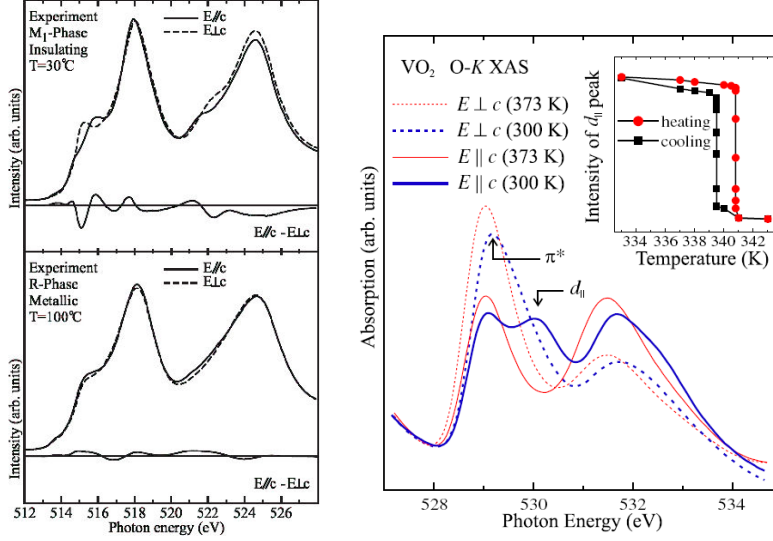 Experiment
M₁-Phase
Insulating
T=30℃
E//c
E⊥c
Intensity (arb. units)
E//c - E⊥c
Experiment
R-Phase
Metallic
T=100℃
E//c
E⊥c
Intensity (arb. units)
E//c - E⊥c
512 514 516 518 520 522 524 526
Photon energy (eV)
VO₂ O-K XAS
E ⊥ c (373 K)
E ⊥ c (300 K)
E || c (373 K)
E || c (300 K)
π*
d||
Absorption (arb. units)
528 530 532 534
Photon Energy (eV)
Intensity of d|| peak
heating
cooling
334 336 338 340 342
Temperature (K)